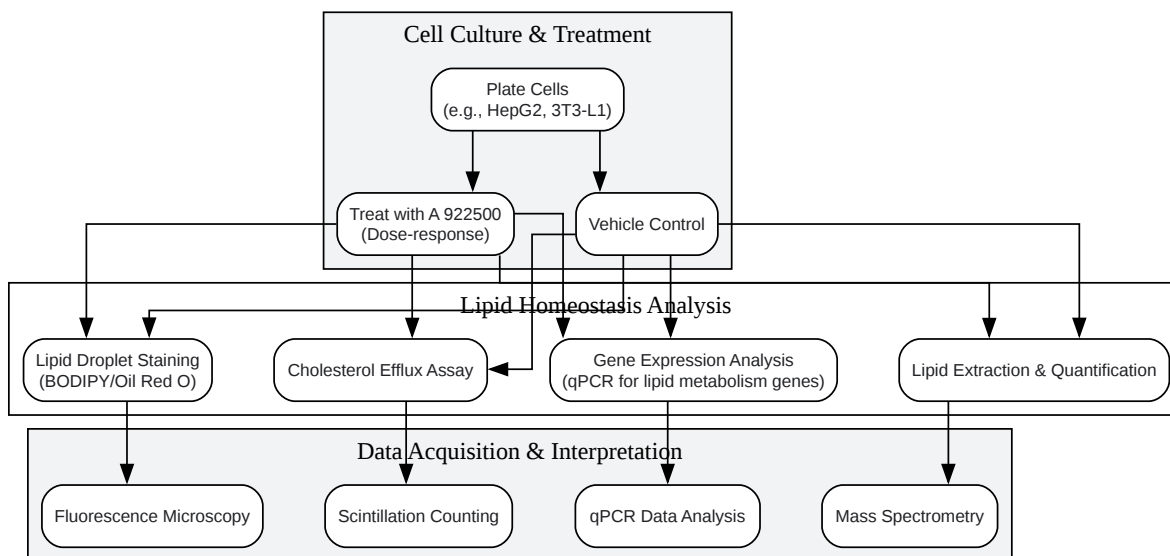 Cell Culture & Treatment
Plate Cells
(e.g., HepG2, 3T3-L1)
Treat with A 922500
(Dose-response)
Vehicle Control
Lipid Homeostasis Analysis
Lipid Droplet Staining
(BODIPY/Oil Red O)
Cholesterol Efflux Assay
Gene Expression Analysis
(qPCR for lipid metabolism genes)
Lipid Extraction & Quantification
Data Acquisition & Interpretation
Fluorescence Microscopy
Scintillation Counting
qPCR Data Analysis
Mass Spectrometry